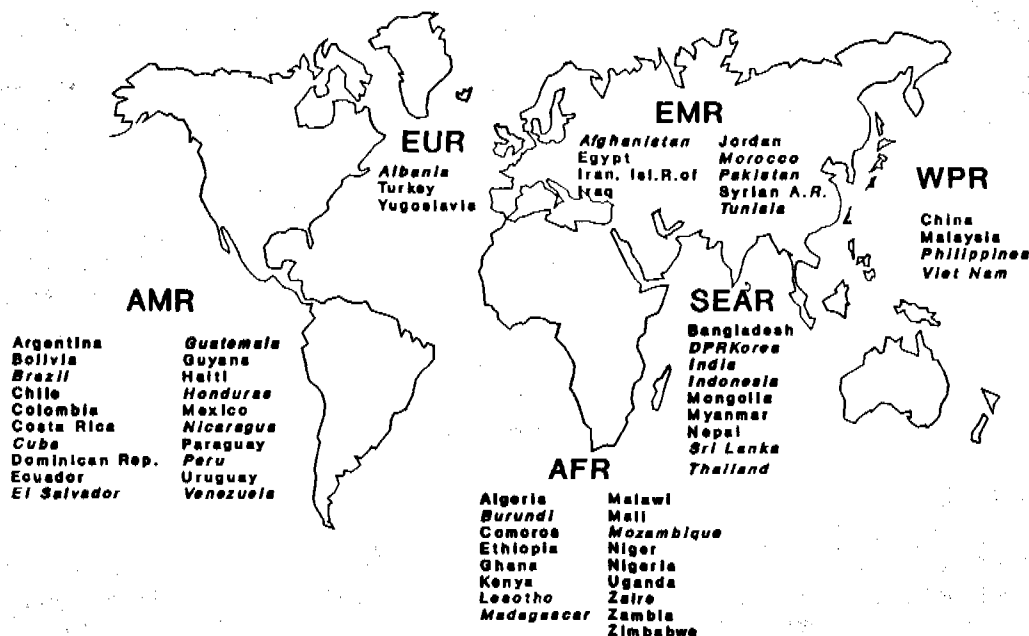 EUR
Albania
Turkey
Yugoslavia
EMR
Afghanistan
Egypt
Iran, Isl.R.of
Iraq
Jordan
Morocco
Pakistan
Syrian A.R.
Tunisia
WPR
China
Malaysia
Philippines
Viet Nam
AMR
Argentina
Bolivia
Brazil
Chile
Colombia
Costa Rica
Cuba
Dominican Rep.
Ecuador
El Salvador
Guatemala
Guyana
Haiti
Honduras
Mexico
Nicaragua
Paraguay
Peru
Uruguay
Venezuela
SEAR
Bangladesh
DPRKorea
India
Indonesia
Mongolia
Myanmar
Nepal
Sri Lanka
Thailand
AFR
Algeria
Burundi
Comoros
Ethiopia
Ghana
Kenya
Lesotho
Madagascar
Malawi
Mali
Mozambique
Niger
Nigeria
Uganda
Zaire
Zambia
Zimbabwe